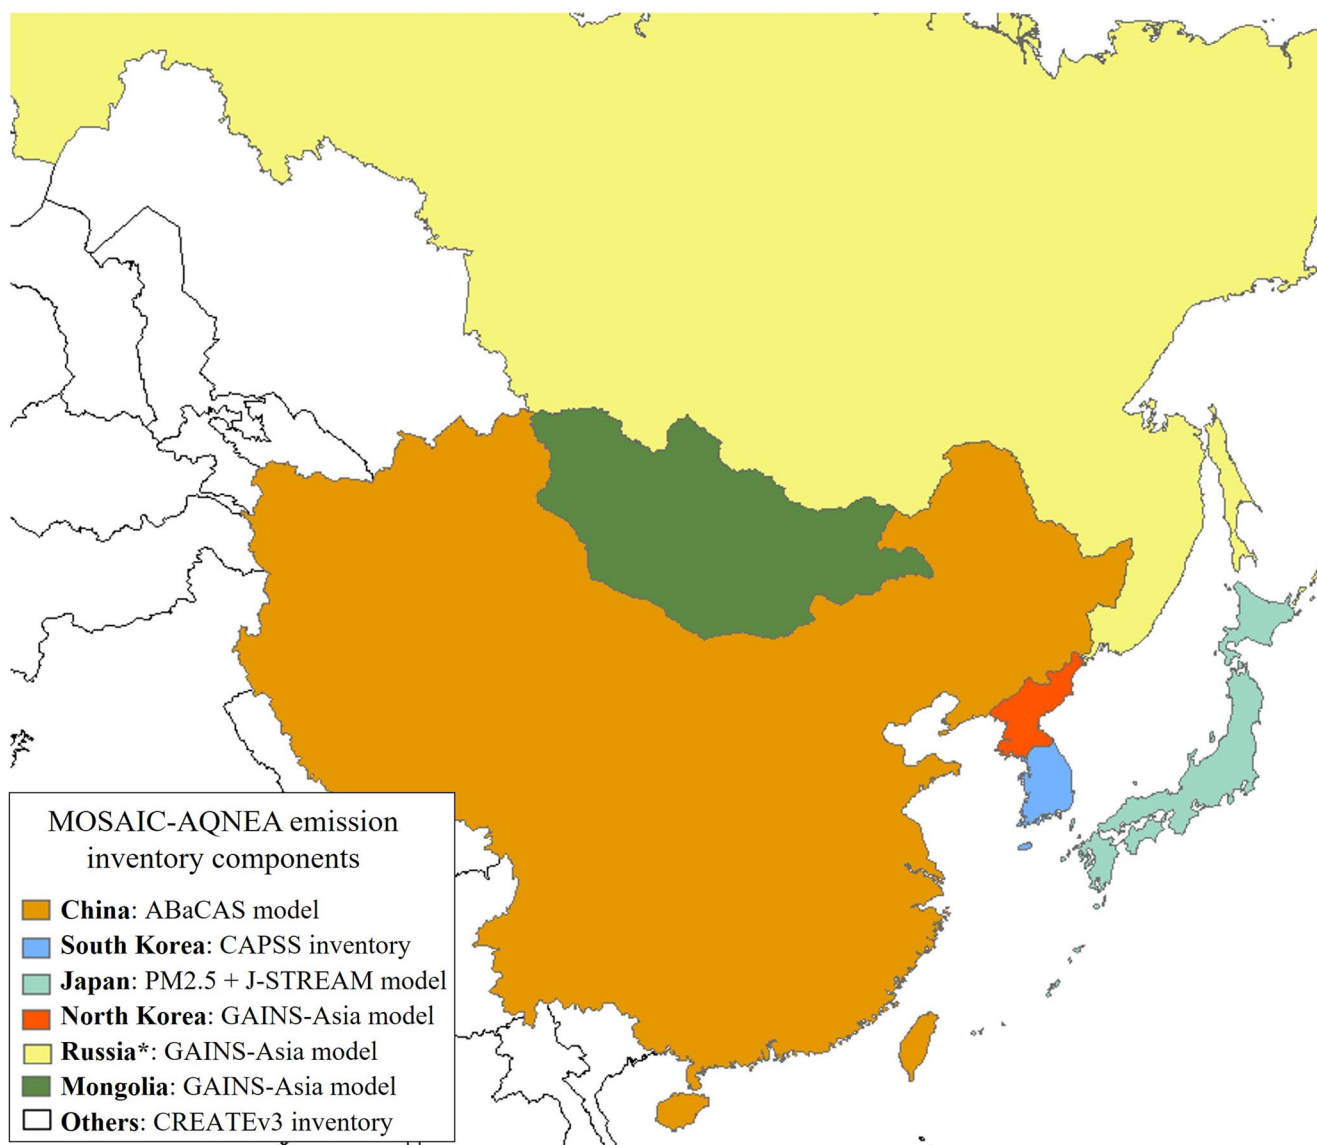 MOSAIC-AQNEA emission
inventory components
China: ABaCAS model
South Korea: CAPSS inventory
Japan: PM2.5 + J-STREAM model
North Korea: GAINS-Asia model
Russia*: GAINS-Asia model
Mongolia: GAINS-Asia model
Others: CREATEv3 inventory